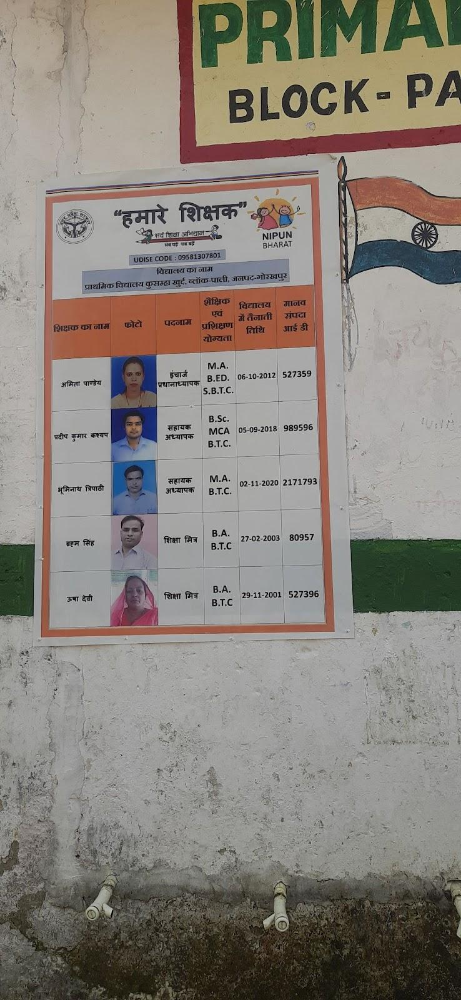 PRIMA
BLOCK - PA
"हमारे शिक्षक"
सर्व शिक्षा अभियान
सब पढ़ें सब बढ़ें
NIPUN
BHARAT
UDISE CODE : 09581307801
विद्यालय का नाम
प्राथमिक विद्यालय कुसम्हा खुर्द, ब्लॉक-पाली, जनपद-गोरखपुर
शिक्षक का नाम फोटो पदनाम शैक्षिक एवं प्रशिक्षण योग्यता विद्यालय में तैनाती तिथि मानव संपदा आई डी
अमिता पाण्डेय इंचार्ज प्रधानाध्यापक M.A. B.ED. S.B.T.C. 06-10-2012 527359
प्रदीप कुमार कश्यप सहायक अध्यापक B.Sc. MCA B.T.C. 05-09-2018 989596
भूमिनाथ त्रिपाठी सहायक अध्यापक M.A. B.T.C. 02-11-2020 2171793
ब्रह्म सिंह शिक्षा मित्र B.A. B.T.C 27-02-2003 80957
ऊषा देवी शिक्षा मित्र B.A. B.T.C 29-11-2001 527396